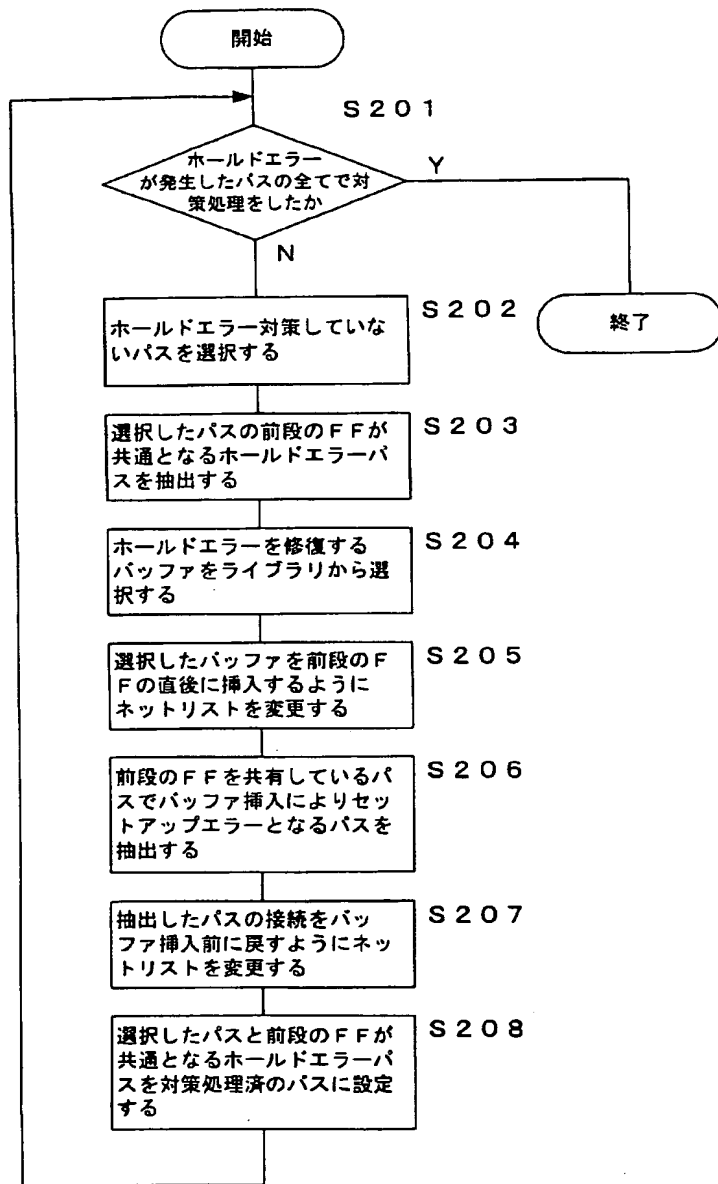 開始
S201
ホールドエラー
が発生したパスの全てで対
策処理をしたか
Y
N
S202
ホールドエラー対策していな
いパスを選択する
終了
S203
選択したパスの前段のFFが
共通となるホールドエラーパ
スを抽出する
S204
ホールドエラーを修復する
バッファをライブラリから選
択する
S205
選択したバッファを前段のF
Fの直後に挿入するように
ネットリストを変更する
S206
前段のFFを共有しているパ
スでバッファ挿入によりセッ
トアップエラーとなるパスを
抽出する
S207
抽出したパスの接続をバッ
ファ挿入前に戻すようにネッ
トリストを変更する
S208
選択したパスと前段のFFが
共通となるホールドエラーパ
スを対策処理済のパスに設定
する